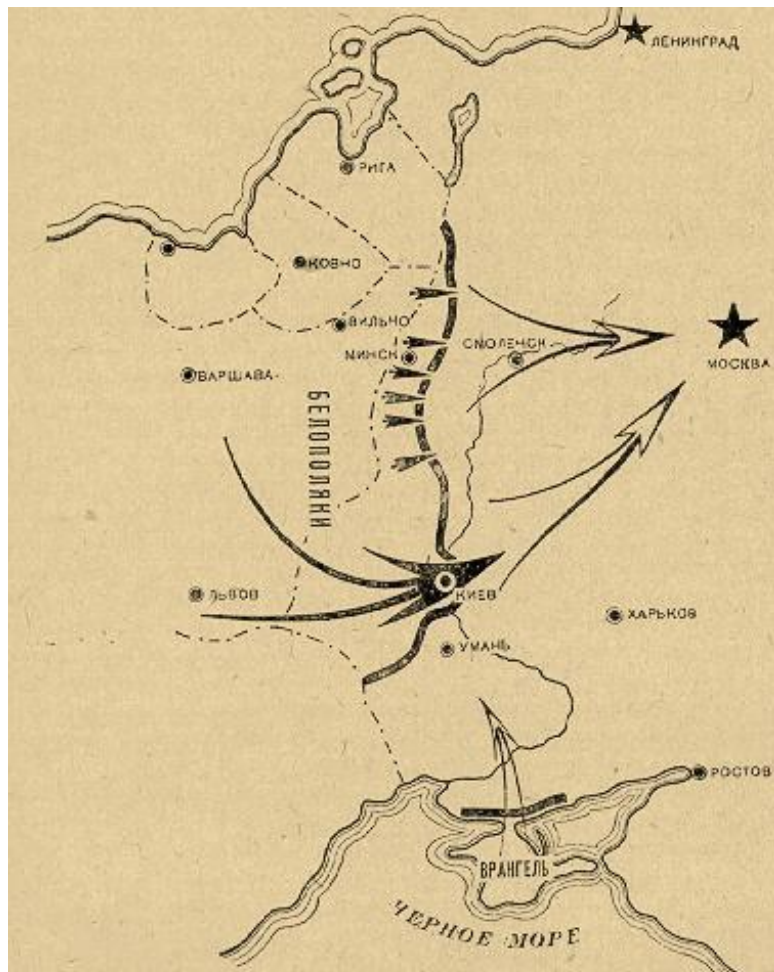 ЛЕНИНГРАД
РИГА
КОВНО
ВИЛЬНО
МИНСК
СМОЛЕНСК
МОСКВА
ВАРШАВА
БЕЛОПОЛЯКИ
ЛЬВОВ
КИЕВ
ХАРЬКОВ
УМАНЬ
РОСТОВ
ВРАНГЕЛЬ
ЧЕРНОЕ МОРЕ